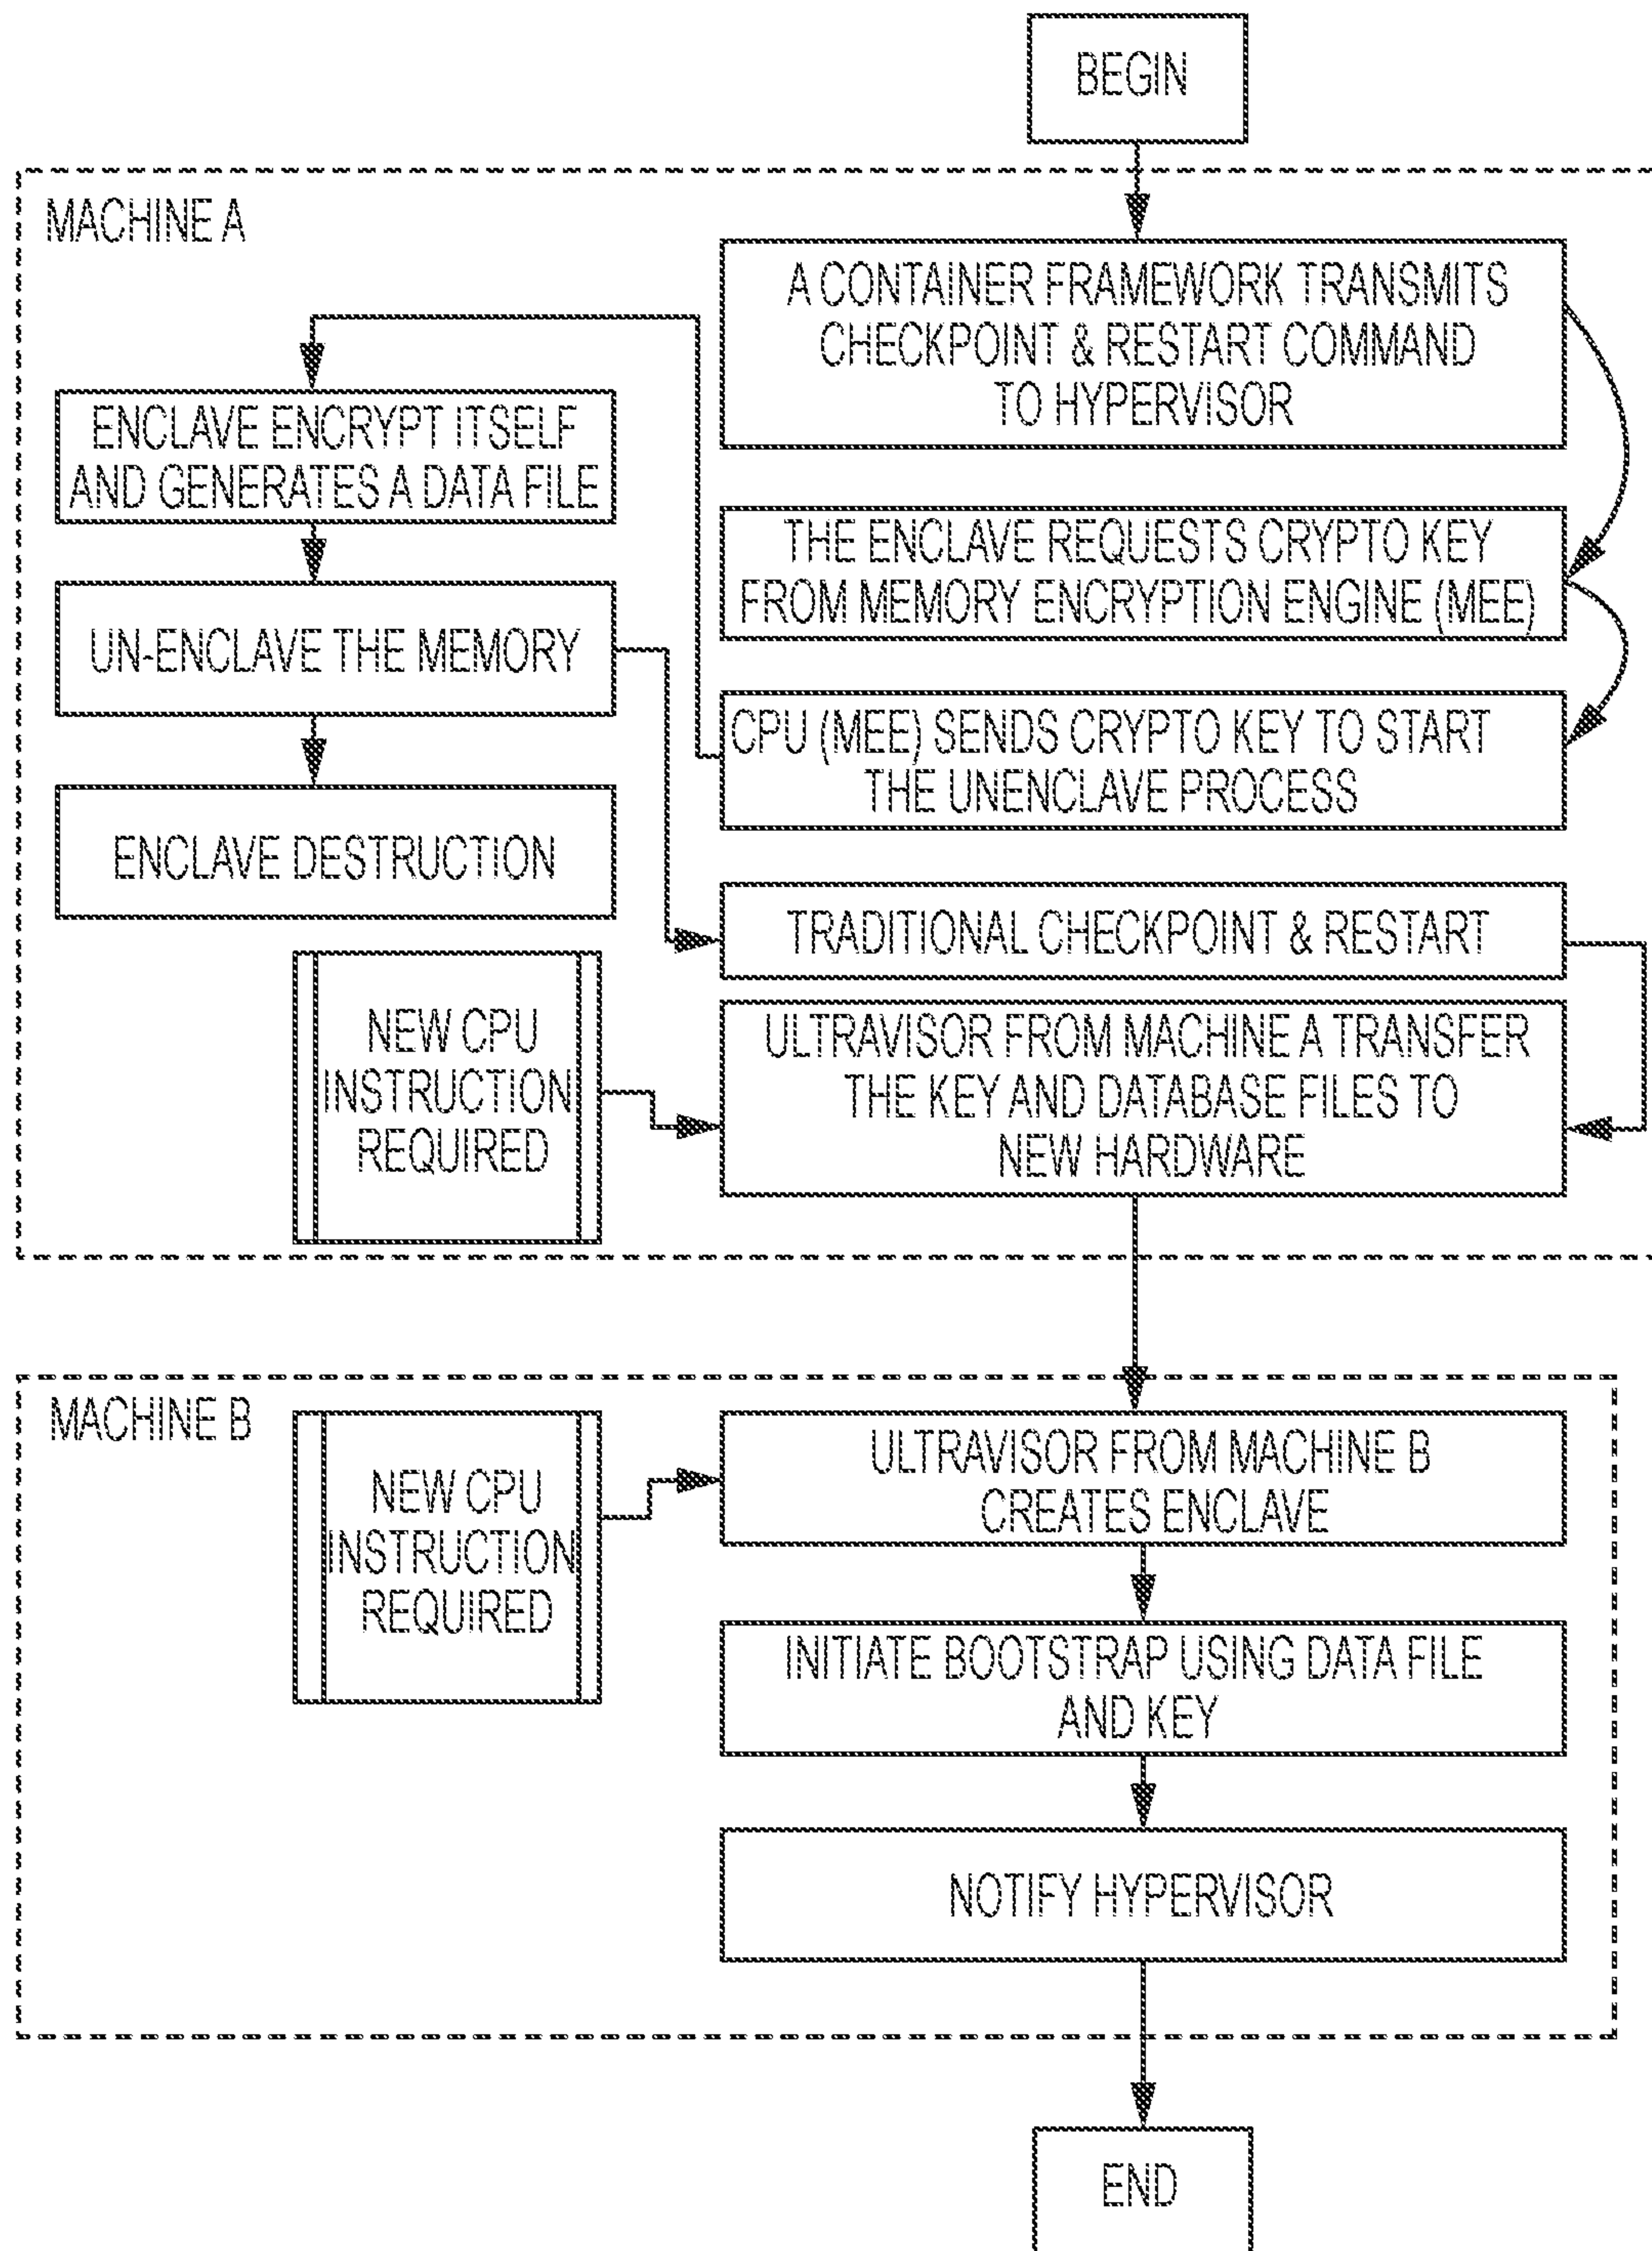 BEGIN
MACHINE A
A CONTAINER FRAMEWORK TRANSMITS
CHECKPOINT & RESTART COMMAND
TO HYPERVISOR
THE ENCLAVE REQUESTS CRYPTO KEY
FROM MEMORY ENCRYPTION ENGINE (MEE)
CPU (MEE) SENDS CRYPTO KEY TO START
THE UNENCLAVE PROCESS
ENCLAVE ENCRYPT ITSELF
AND GENERATES A DATA FILE
UN-ENCLAVE THE MEMORY
ENCLAVE DESTRUCTION
TRADITIONAL CHECKPOINT & RESTART
NEW CPU
INSTRUCTION
REQUIRED
ULTRAVISOR FROM MACHINE A TRANSFER
THE KEY AND DATABASE FILES TO
NEW HARDWARE
MACHINE B
NEW CPU
INSTRUCTION
REQUIRED
ULTRAVISOR FROM MACHINE B
CREATES ENCLAVE
INITIATE BOOTSTRAP USING DATA FILE
AND KEY
NOTIFY HYPERVISOR
END